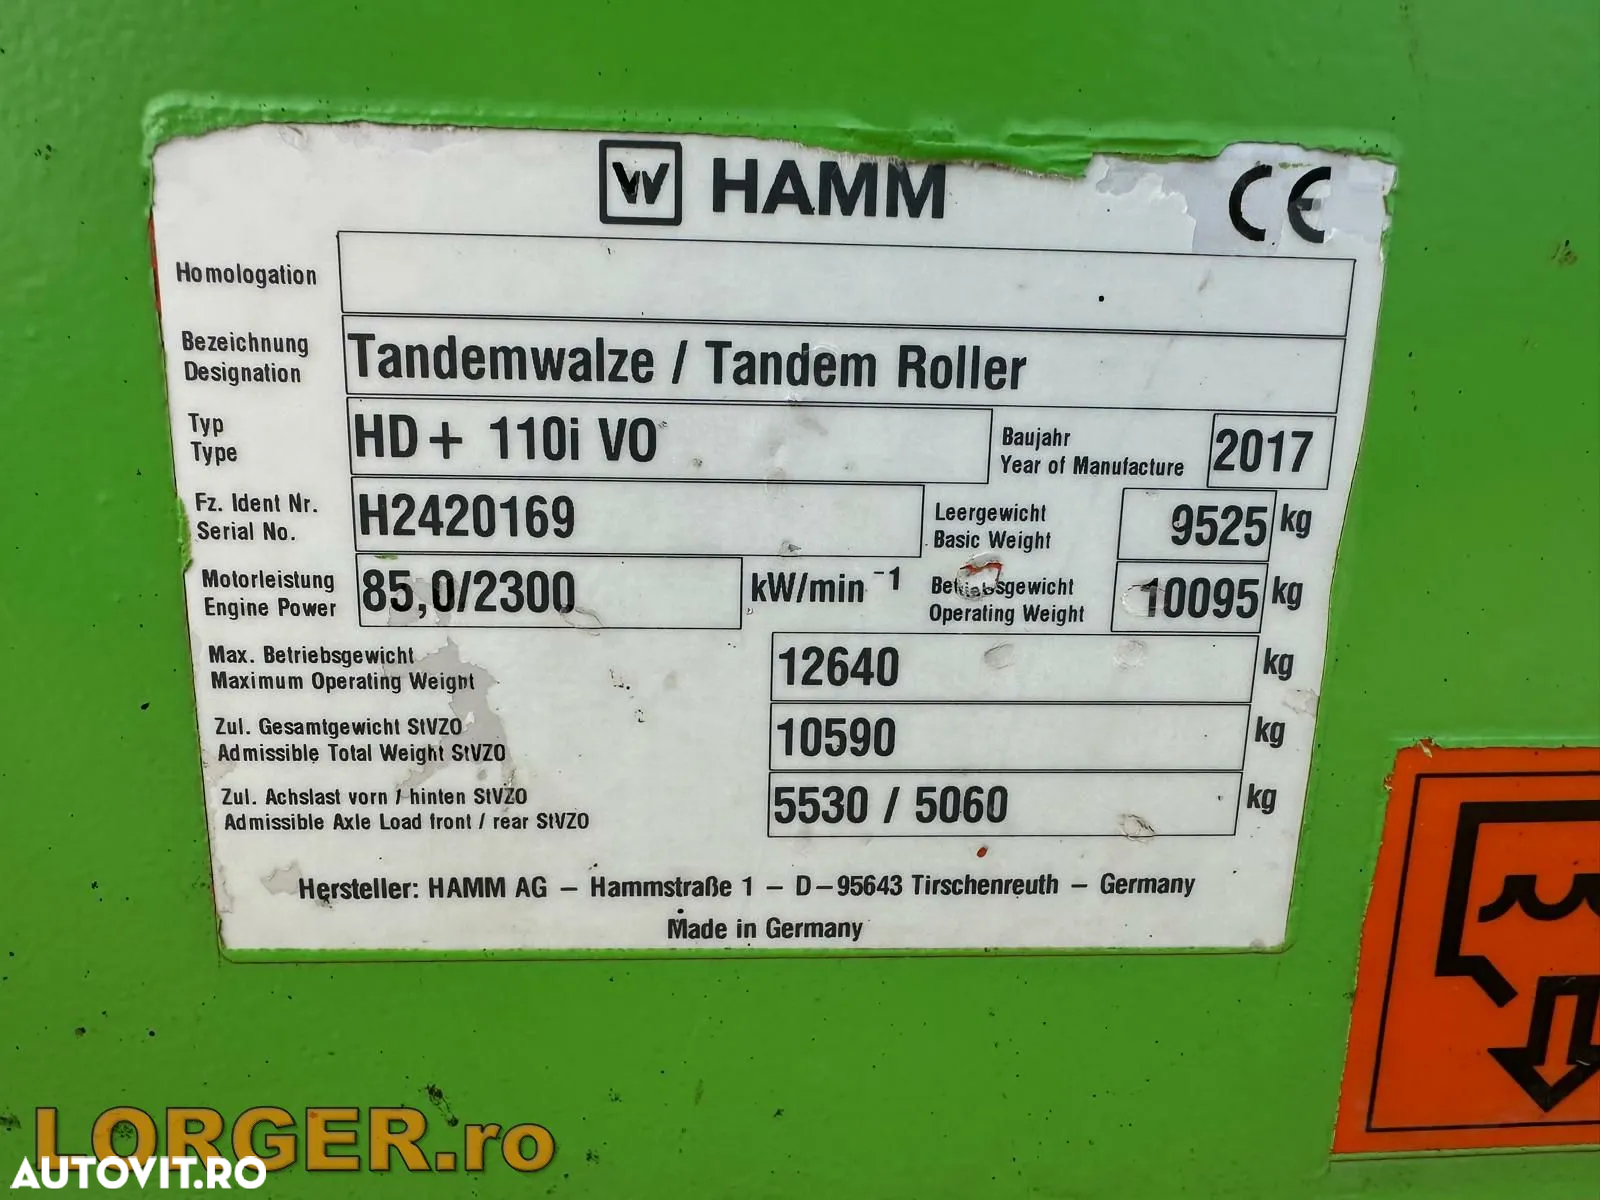 HAMM CE
Homologation
Bezeichnung
Designation
Tandemwalze / Tandem Roller
Typ
Type
HD+ 110i VO
Baujahr
Year of Manufacture
2017
Fz. Ident Nr.
Serial No.
H2420169
Leergewicht
Basic Weight
9525 kg
Motorleistung
Engine Power
85,0/2300 kW/min⁻¹
Betriebsgewicht
Operating Weight
10095 kg
Max. Betriebsgewicht
Maximum Operating Weight
12640 kg
Zul. Gesamtgewicht StVZO
Admissible Total Weight StVZO
10590 kg
Zul. Achslast vorn / hinten StVZO
Admissible Axle Load front / rear StVZO
5530 / 5060 kg
Hersteller: HAMM AG – Hammstraße 1 – D–95643 Tirschenreuth – Germany
Made in Germany
LORGER.ro
AUTOVIT.RO